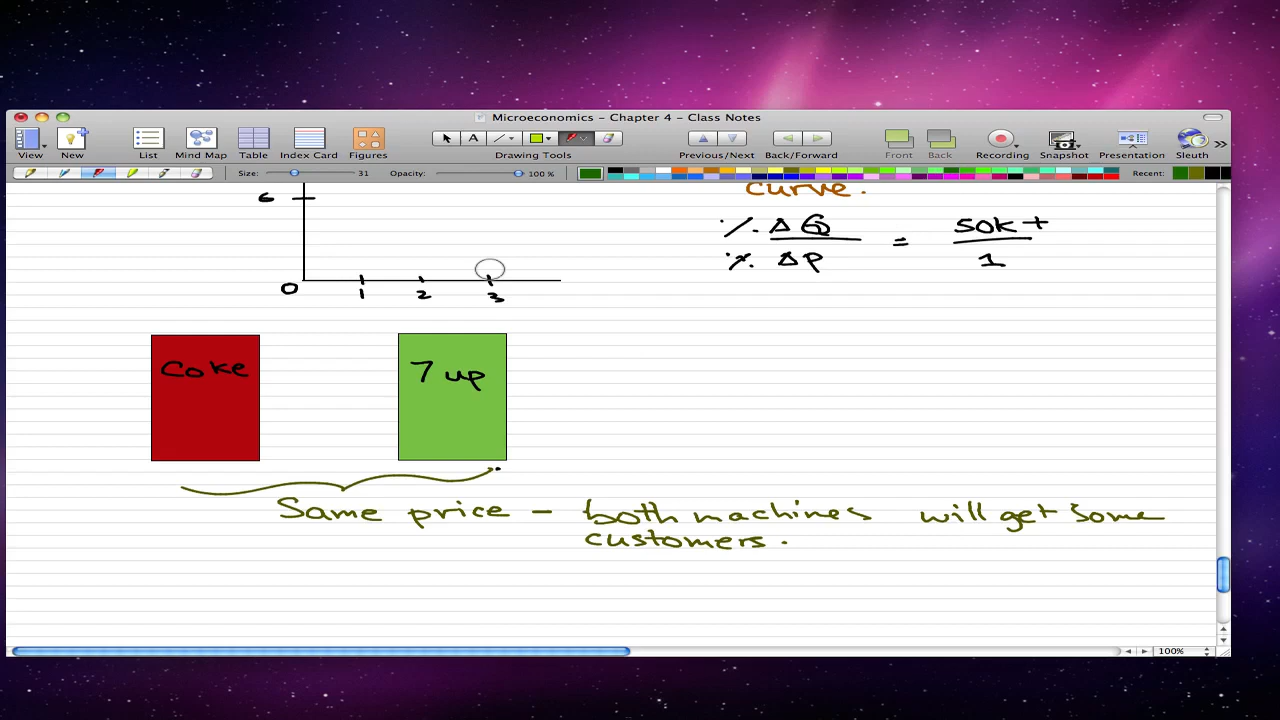 Microeconomics - Chapter 4 - Class Notes
View New List Mind Map Table Index Card Figures Drawing Tools Previous/Next Back/Forward Front Back Recording Snapshot Presentation Sleuth
Size: 31 Opacity: 100 % Recent:
curve.
6
% ΔQ = 50k+
% ΔP 1
0 1 2 3
Coke 7 up
Same price - both machines will get some
customers.
100%